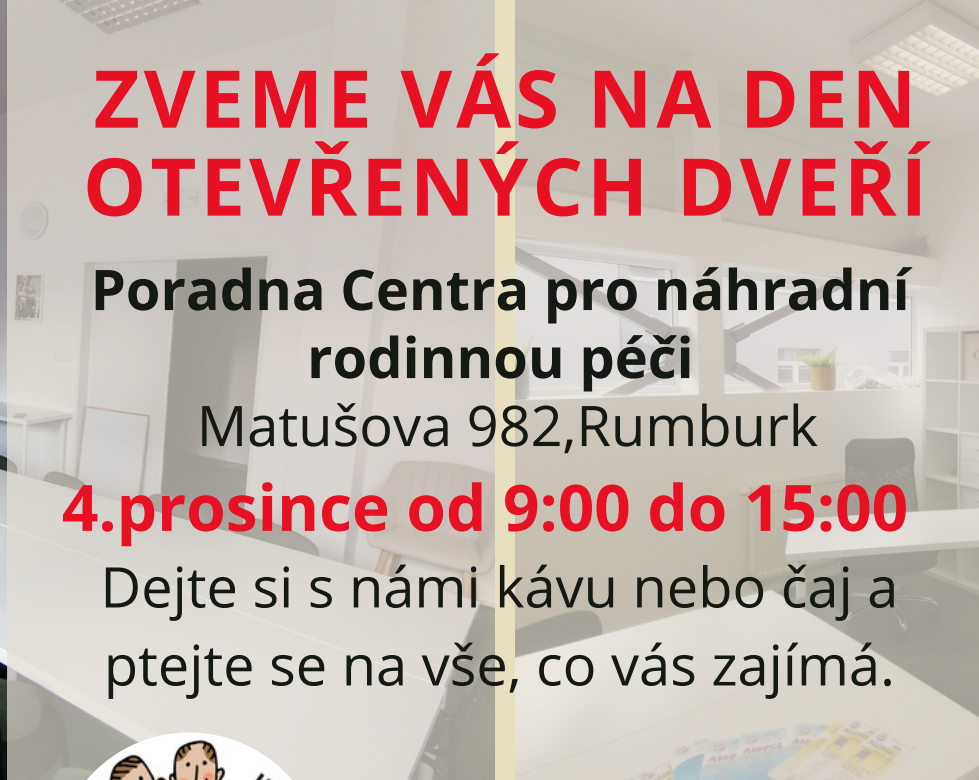 ZVEME VÁS NA DEN
OTEVŘENÝCH DVEŘÍ
Poradna Centra pro náhradní
rodinnou péči
Matušova 982,Rumburk
4.prosince od 9:00 do 15:00
Dejte si s námi kávu nebo čaj a
ptejte se na vše, co vás zajímá.